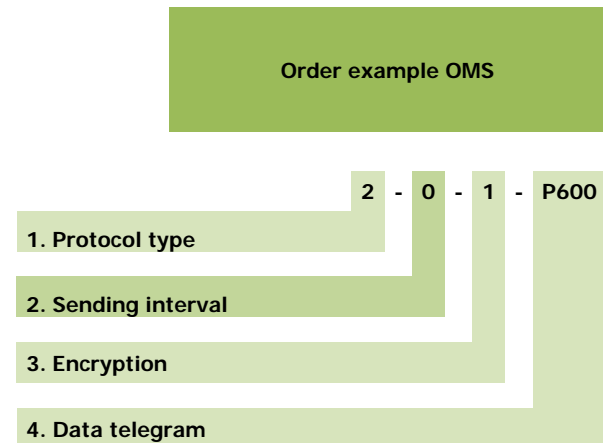 Order example OMS
2 - 0 - 1 - P600
1. Protocol type
2. Sending interval
3. Encryption
4. Data telegram